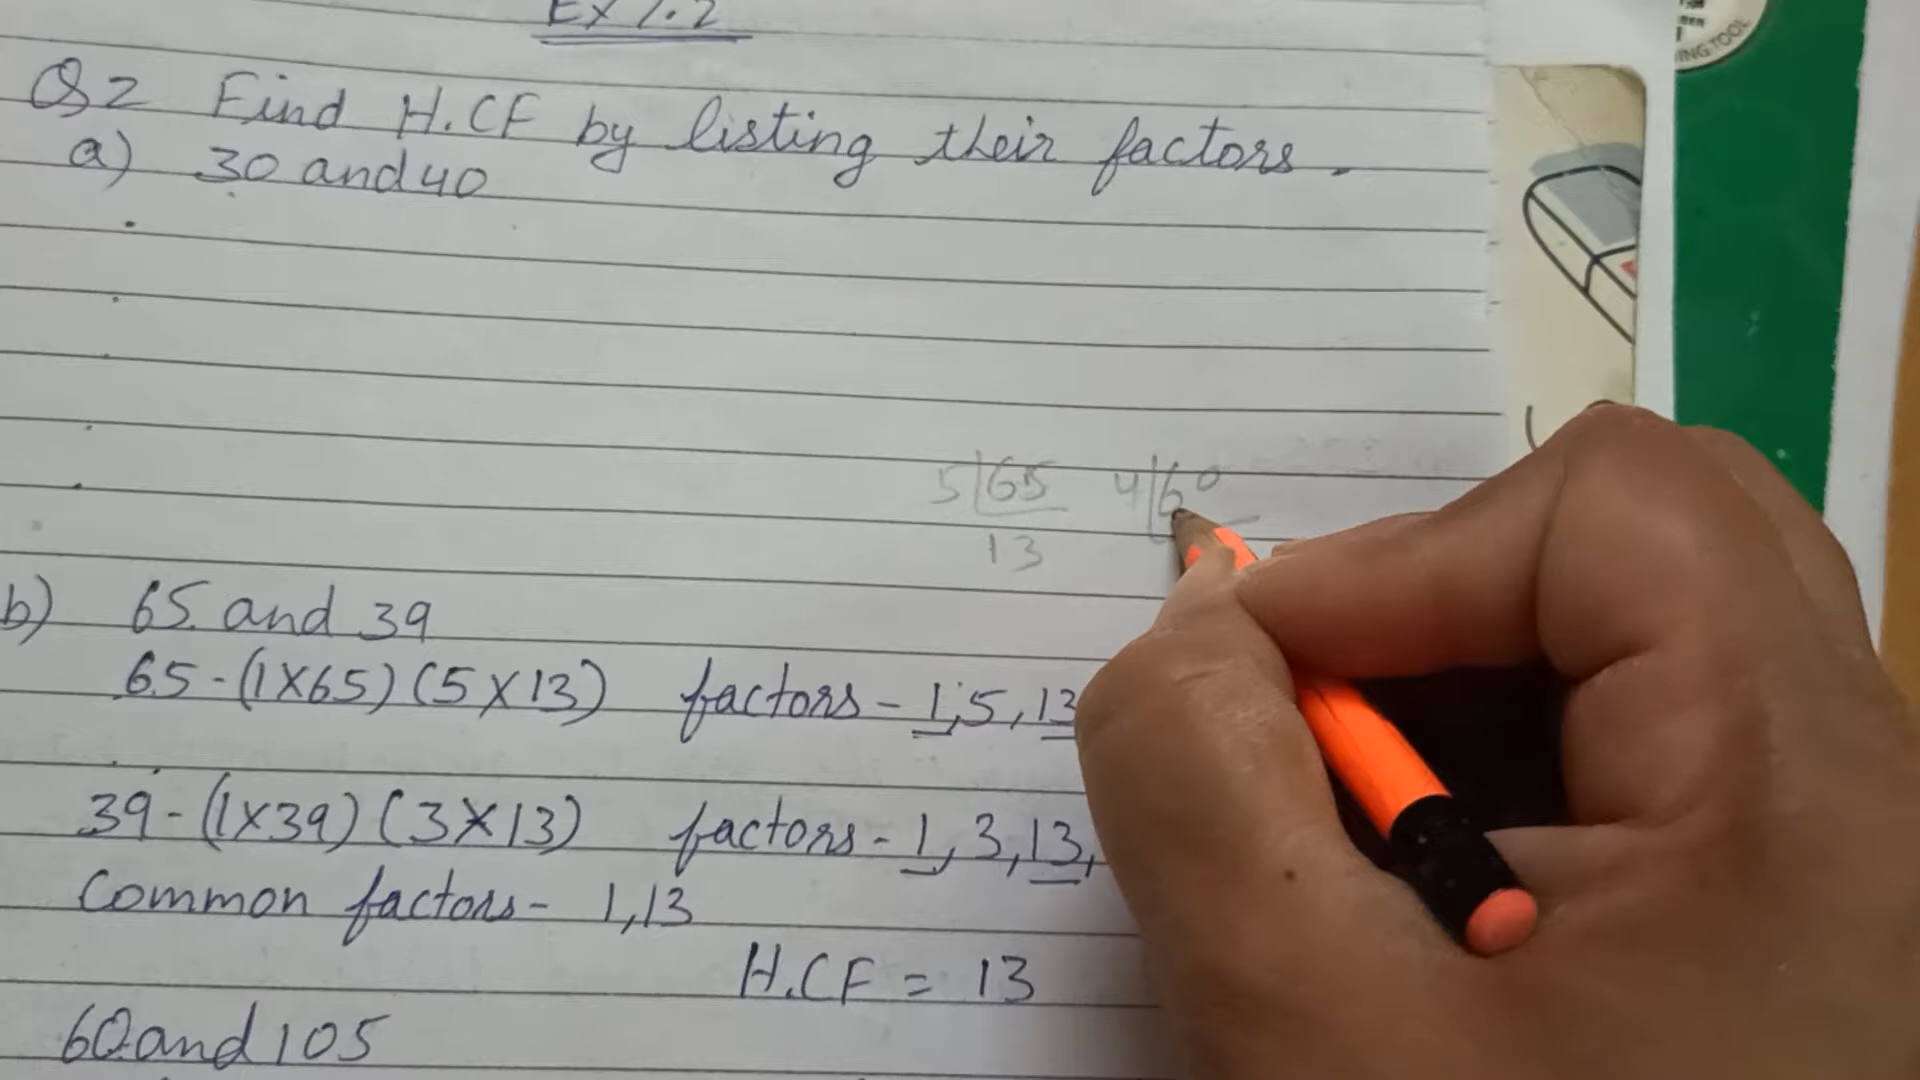 Ex 1.2
Q2 Find H.CF by listing their factors.
a) 30 and 40
5|65 4|60
13
b) 65 and 39
65-(1X65)(5X13) factors-1,5,13
39-(1X39)(3X13) factors-1,3,13,
Common factors- 1,13
H.CF = 13
60 and 105
ING-TOOL